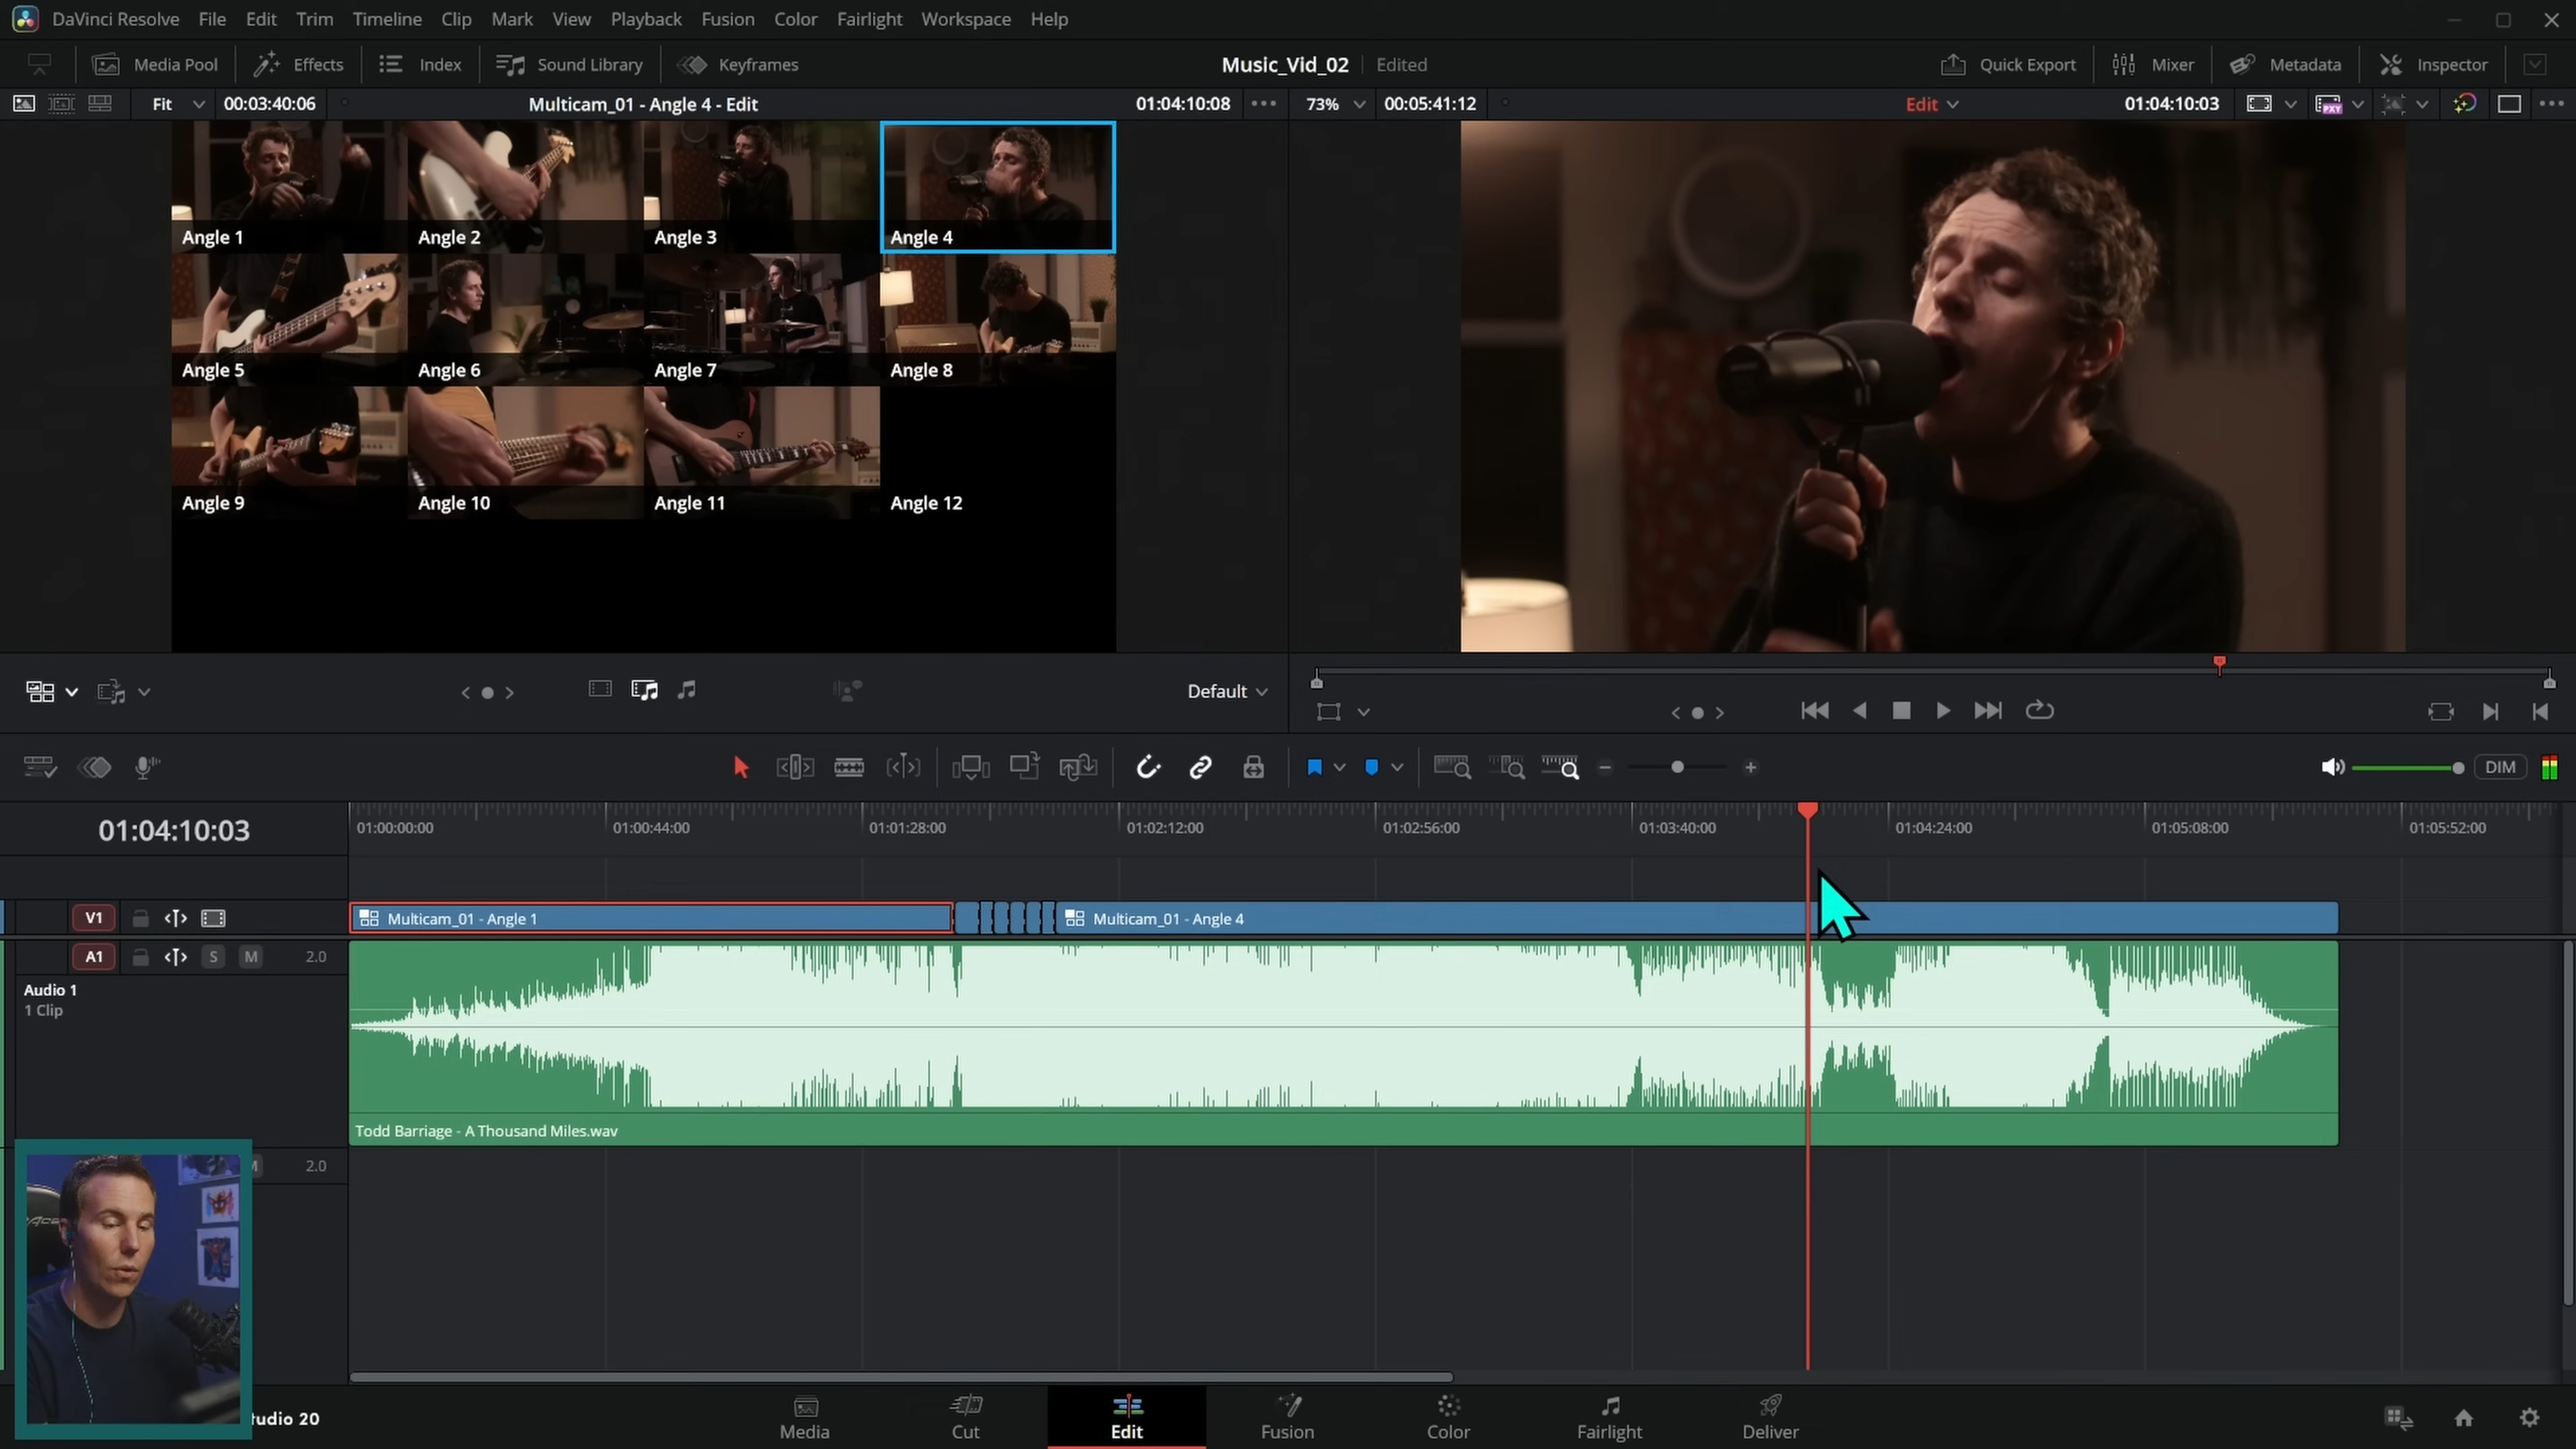 DaVinci Resolve File Edit Trim Timeline Clip Mark View Playback Fusion Color Fairlight Workspace Help
Media Pool Effects Index Sound Library Keyframes Music_Vid_02 Edited Quick Export Mixer Metadata Inspector
Fit 00:03:40:06 Multicam_01 - Angle 4 - Edit 01:04:10:08 73% 00:05:41:12 Edit 01:04:10:03 PXY
Angle 1 Angle 2 Angle 3 Angle 4
Angle 5 Angle 6 Angle 7 Angle 8
Angle 9 Angle 10 Angle 11 Angle 12
Default
DIM
01:04:10:03 01:00:00:00 01:00:44:00 01:01:28:00 01:02:12:00 01:02:56:00 01:03:40:00 01:04:24:00 01:05:08:00 01:05:52:00
V1 Multicam_01 - Angle 1 Multicam_01 - Angle 4
A1 S M 2.0
Audio 1
1 Clip
Todd Barriage - A Thousand Miles.wav
M 2.0
tudio 20
Media Cut Edit Fusion Color Fairlight Deliver